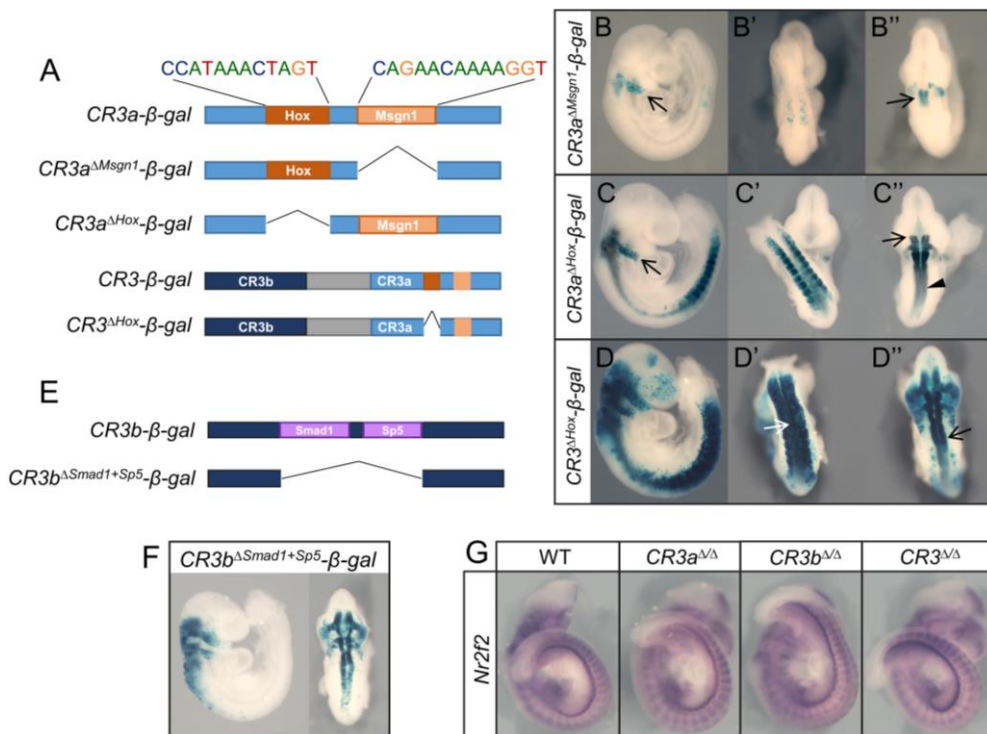 A
CCATAAACTAGT CAGAACAAAAGGT
CR3a-β-gal
Hox Msgn1
CR3a^ΔMsgn1-β-gal
Hox
CR3a^ΔHox-β-gal
Msgn1
CR3-β-gal
CR3b CR3a
CR3^ΔHox-β-gal
CR3b CR3a
E
CR3b-β-gal
Smad1 Sp5
CR3b^ΔSmad1+Sp5-β-gal
CR3a^ΔMsgn1-β-gal
B B' B''
CR3a^ΔHox-β-gal
C C' C''
CR3^ΔHox-β-gal
D D' D''
F
CR3b^ΔSmad1+Sp5-β-gal
G
WT CR3a^Δ/Δ CR3b^Δ/Δ CR3^Δ/Δ
Nr2f2